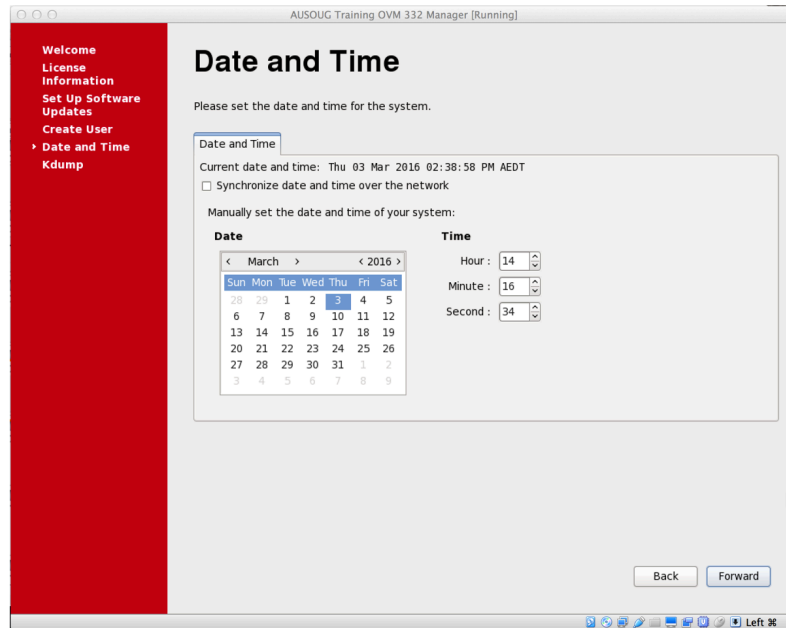 AUSOUG Training OVM 332 Manager [Running]
Welcome
License
Information
Set Up Software
Updates
Create User
Date and Time
Kdump
Date and Time
Please set the date and time for the system.
Date and Time
Current date and time: Thu 03 Mar 2016 02:38:58 PM AEDT
Synchronize date and time over the network
Manually set the date and time of your system:
Date
< March > < 2016 >
Sun Mon Tue Wed Thu Fri Sat
28 29 1 2 3 4 5
6 7 8 9 10 11 12
13 14 15 16 17 18 19
20 21 22 23 24 25 26
27 28 29 30 31 1 2
3 4 5 6 7 8 9
Time
Hour : 14
Minute : 16
Second : 34
Back Forward
Left ⌘